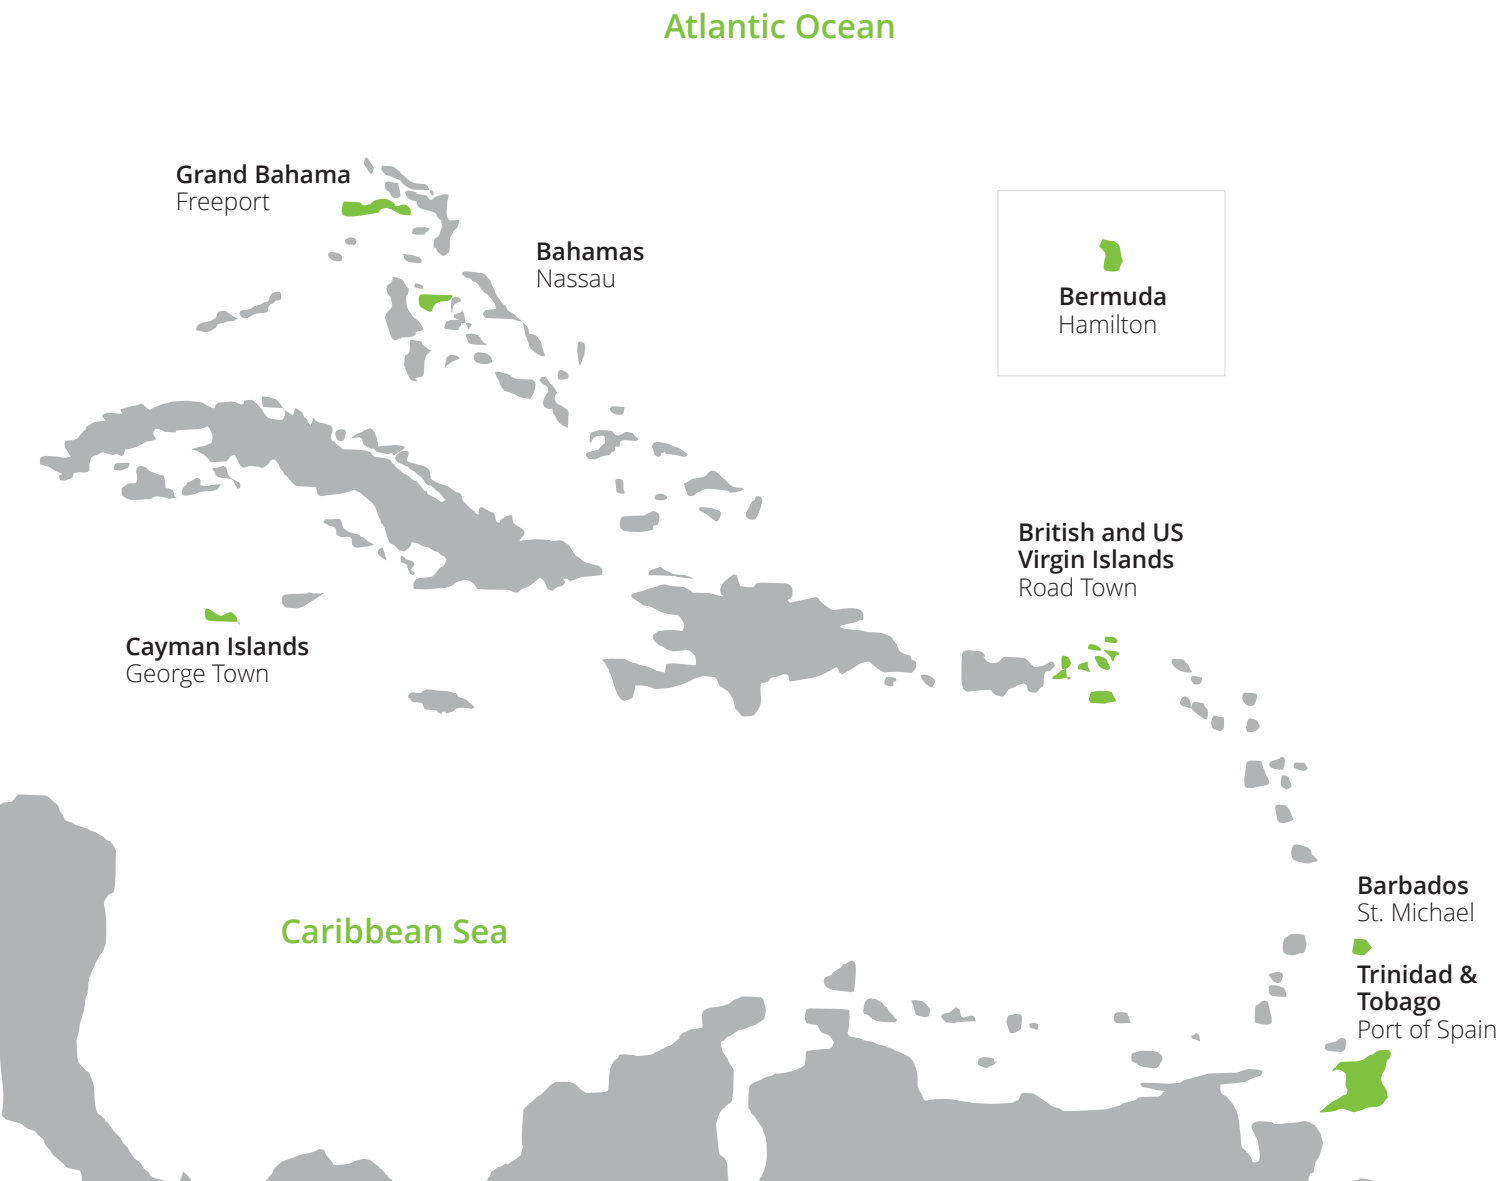 Atlantic Ocean
Grand Bahama
Freeport
Bahamas
Nassau
Bermuda
Hamilton
British and US
Virgin Islands
Road Town
Cayman Islands
George Town
Barbados
St. Michael
Caribbean Sea
Trinidad &
Tobago
Port of Spain